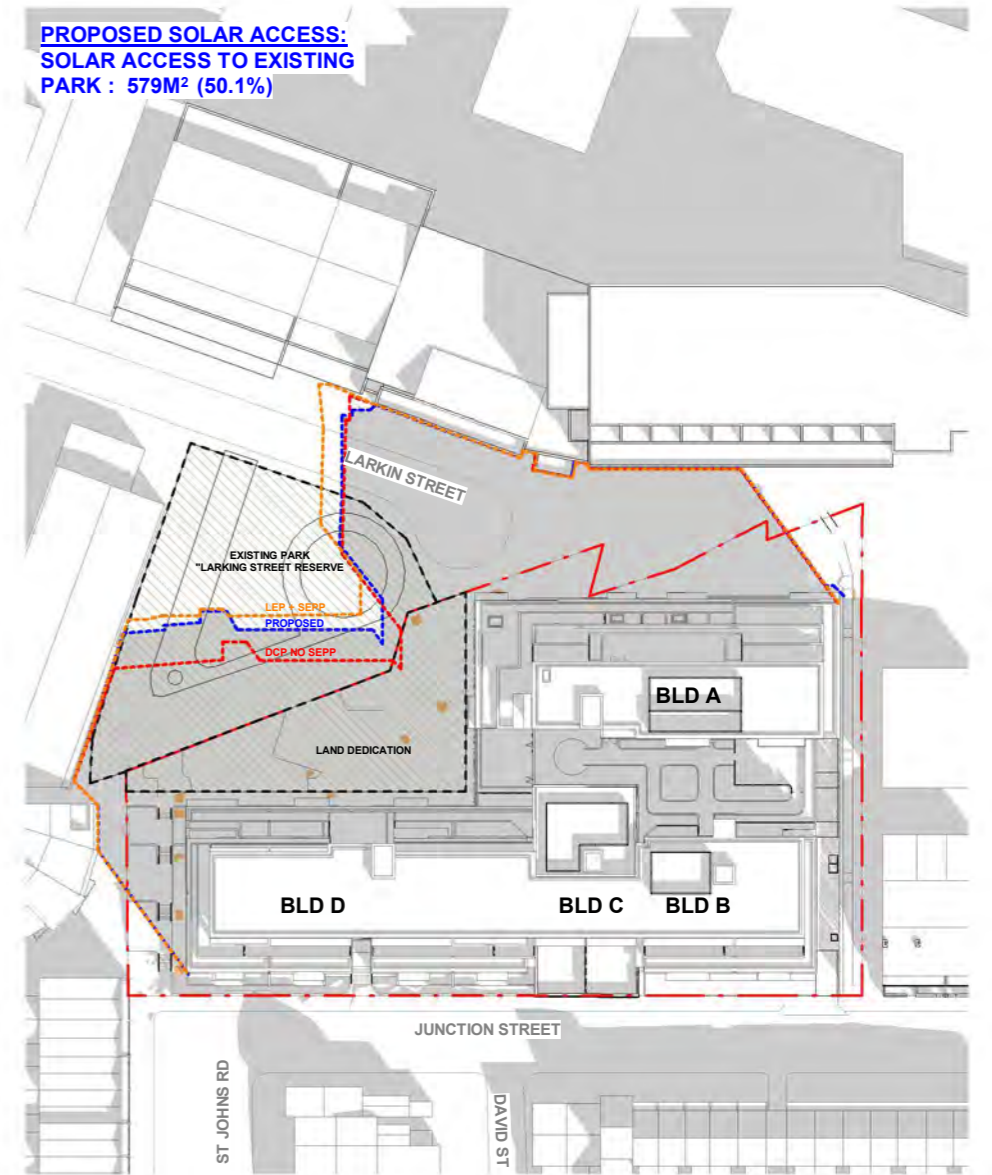 PROPOSED SOLAR ACCESS:
SOLAR ACCESS TO EXISTING
PARK : 579M² (50.1%)
LARKIN STREET
EXISTING PARK
"LARKING STREET RESERVE
LEP + SEPP
PROPOSED
DCP NO SEPP
BLD A
LAND DEDICATION
BLD D
BLD C
BLD B
JUNCTION STREET
ST JOHNS RD
DAVID ST